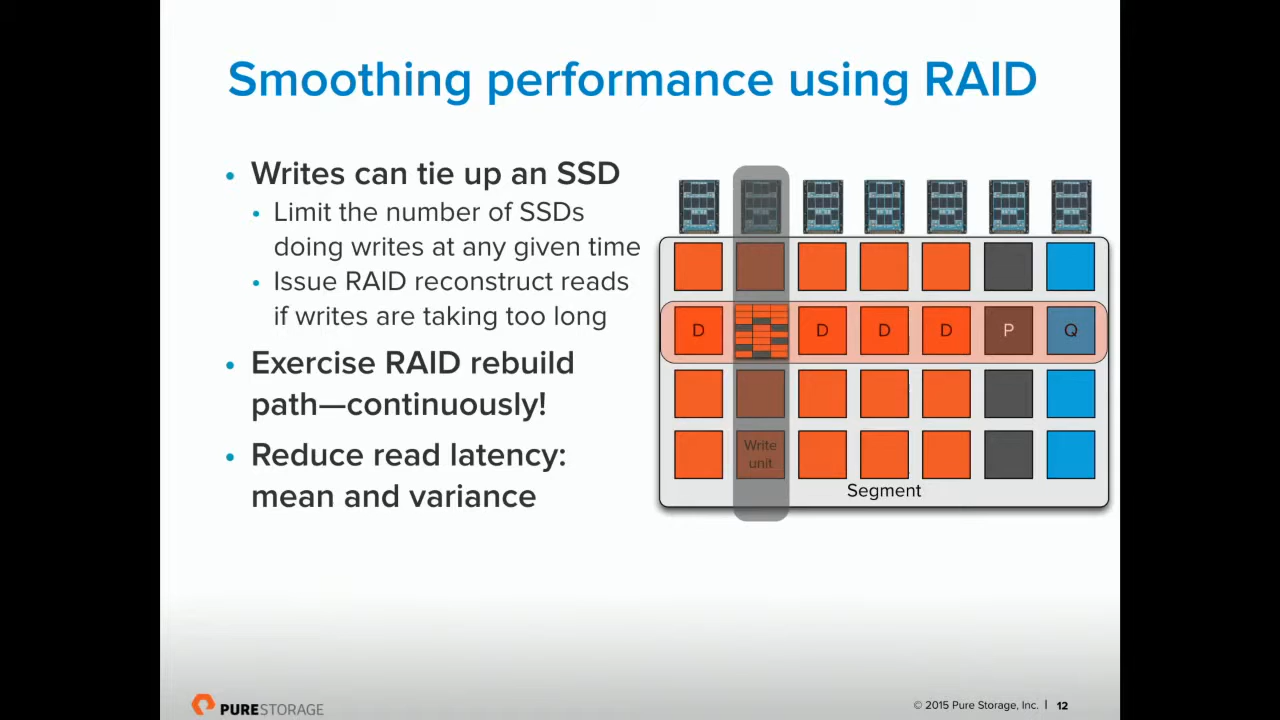 Smoothing performance using RAID
• Writes can tie up an SSD
• Limit the number of SSDs
doing writes at any given time
• Issue RAID reconstruct reads
if writes are taking too long
• Exercise RAID rebuild
path—continuously!
• Reduce read latency:
mean and variance
D D D D P Q
Write
unit
Segment
PURESTORAGE
© 2015 Pure Storage, Inc. | 12